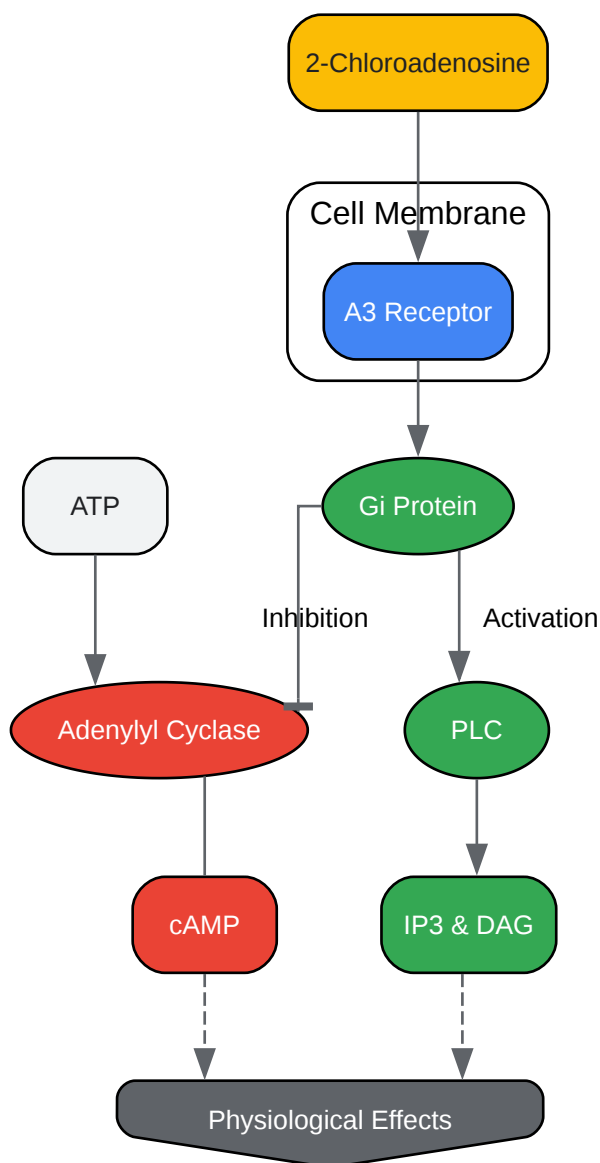 2-Chloroadenosine
Cell Membrane
A3 Receptor
ATP
Gi Protein
Inhibition
Activation
Adenylyl Cyclase
PLC
cAMP
IP3 & DAG
Physiological Effects